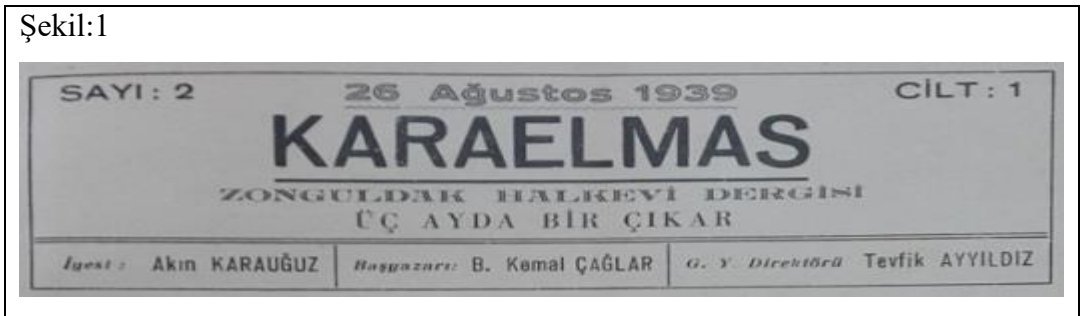 Şekil:1
SAYI : 2 26 Ağustos 1939 CİLT : 1
KARAELMAS
ZONGULDAK HALKEVİ DERGİSİ
ÜÇ AYDA BİR ÇIKAR
İyesi : Akın KARAUĞUZ Başyazarı: B. Kemal ÇAĞLAR G. Y. Direktörü Tevfik AYYILDIZ